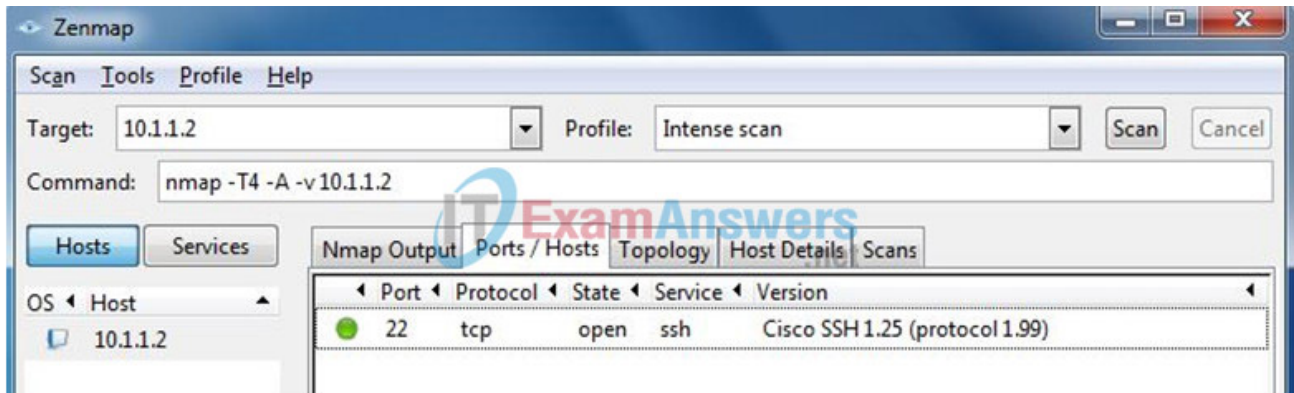 Zenmap
Scan Tools Profile Help
Target: 10.1.1.2 Profile: Intense scan Scan Cancel
Command: nmap -T4 -A -v 10.1.1.2
ITExamAnswers
.net
Hosts Services Nmap Output Ports / Hosts Topology Host Details Scans
OS Host Port Protocol State Service Version
10.1.1.2 22 tcp open ssh Cisco SSH 1.25 (protocol 1.99)